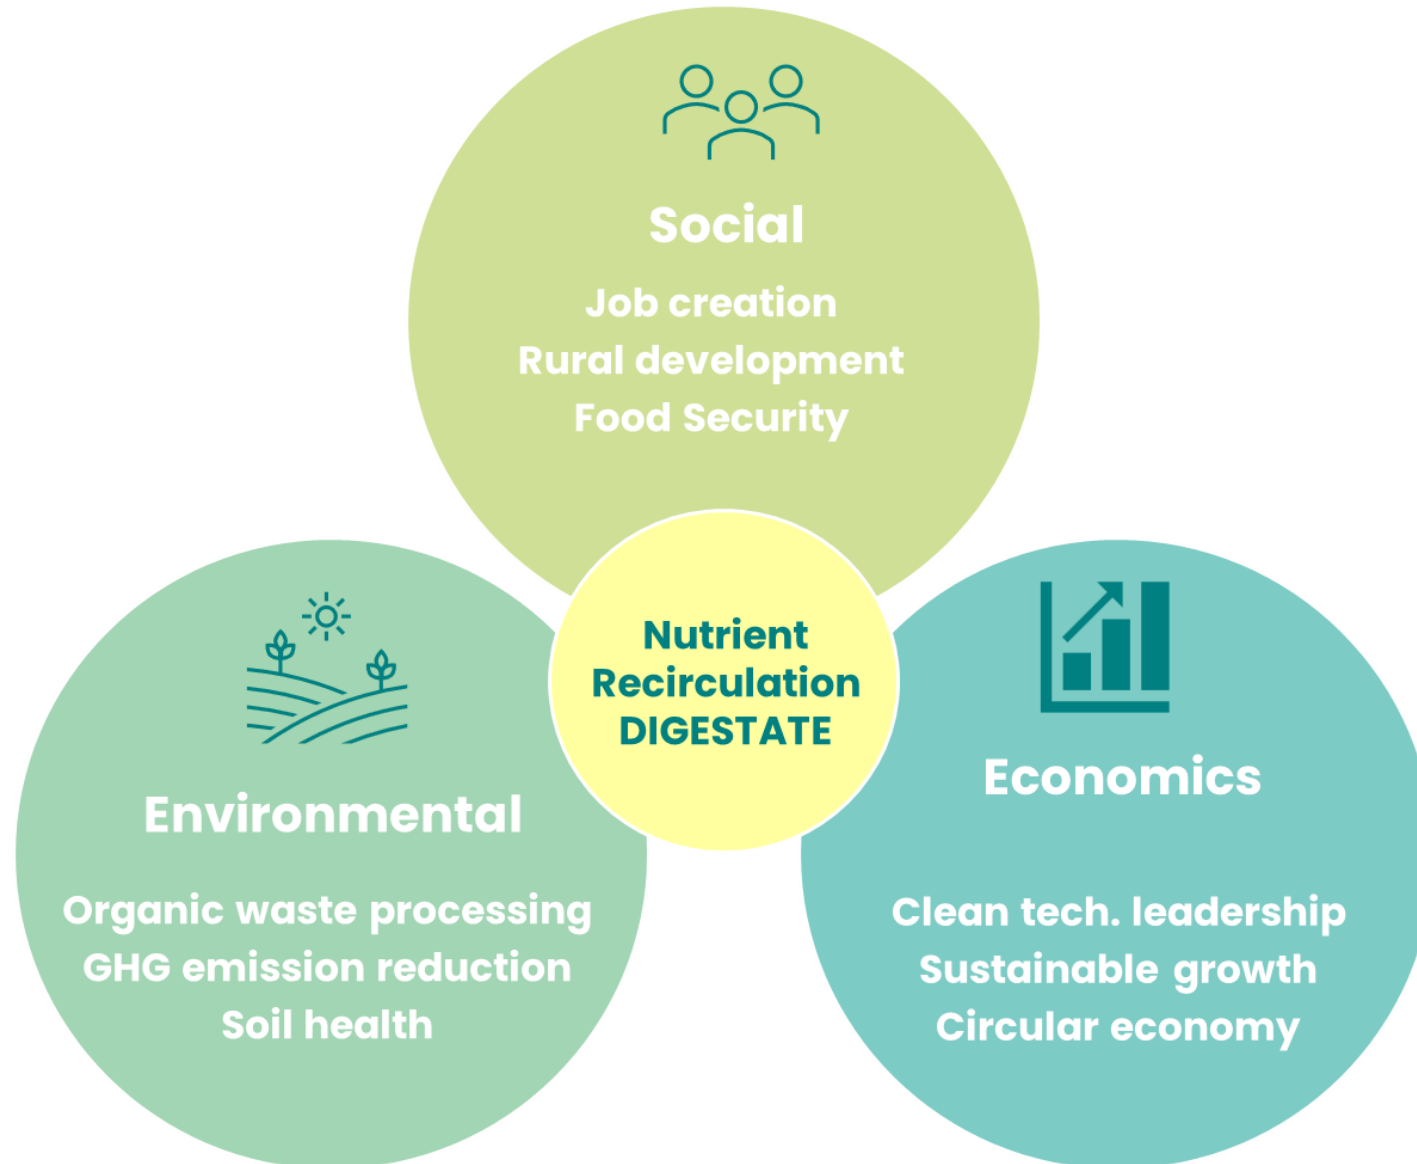 Social
Job creation
Rural development
Food Security
Nutrient
Recirculation
DIGESTATE
Environmental
Organic waste processing
GHG emission reduction
Soil health
Economics
Clean tech. leadership
Sustainable growth
Circular economy